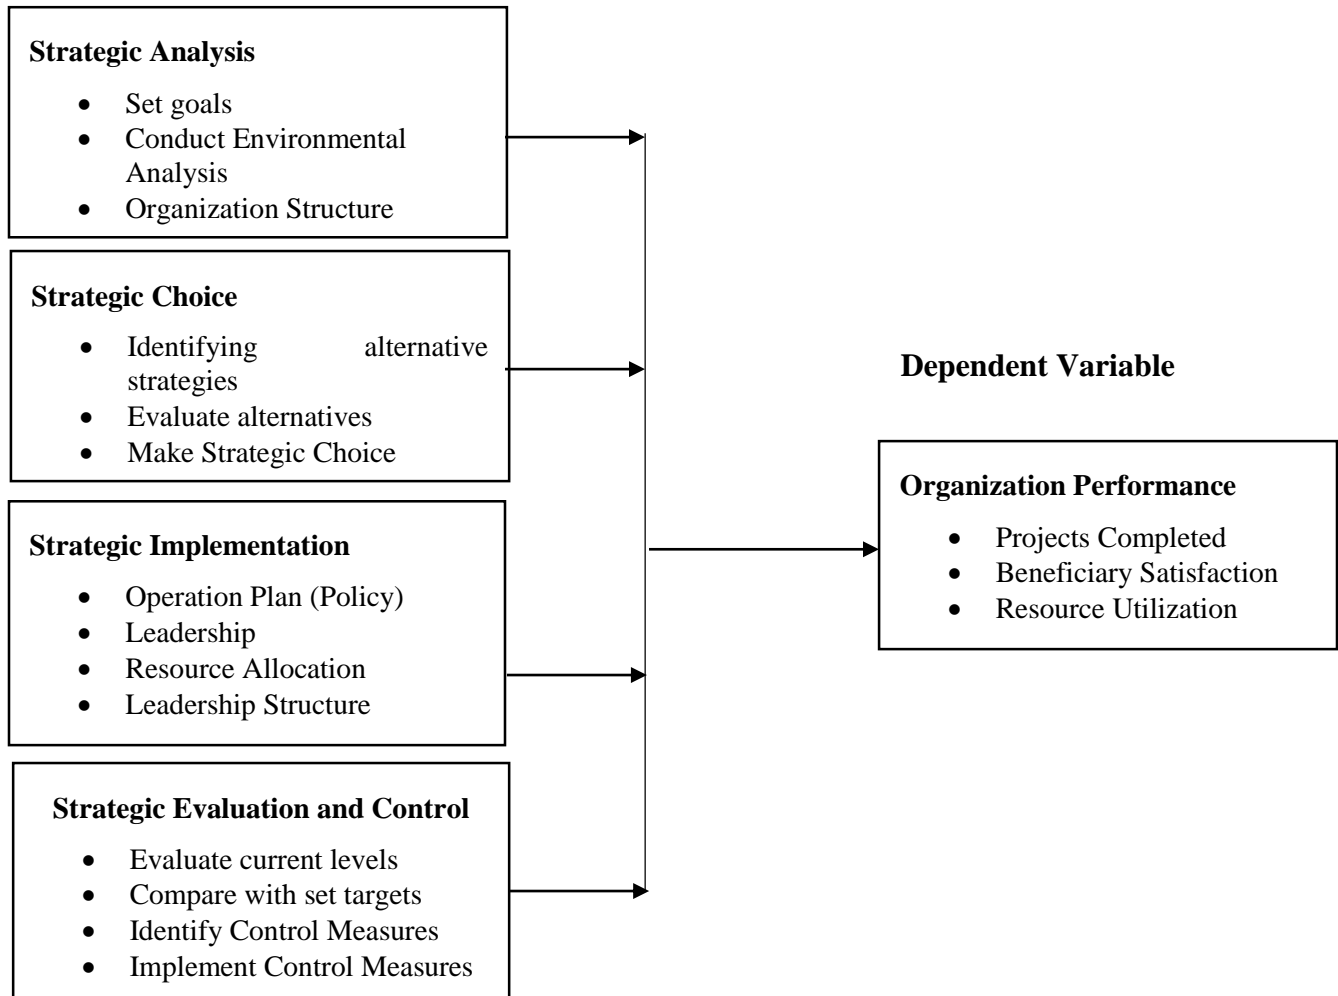 Strategic Analysis
• Set goals
• Conduct Environmental
Analysis
• Organization Structure
Strategic Choice
• Identifying alternative
strategies
• Evaluate alternatives
• Make Strategic Choice
Strategic Implementation
• Operation Plan (Policy)
• Leadership
• Resource Allocation
• Leadership Structure
Strategic Evaluation and Control
• Evaluate current levels
• Compare with set targets
• Identify Control Measures
• Implement Control Measures
Dependent Variable
Organization Performance
• Projects Completed
• Beneficiary Satisfaction
• Resource Utilization